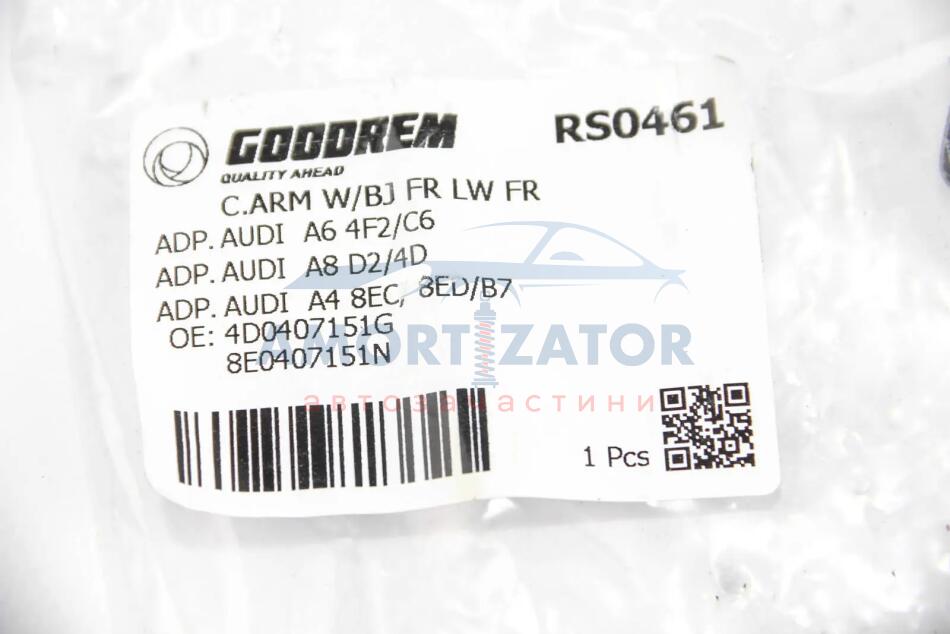 GOODREM
QUALITY AHEAD
RS0461
C.ARM W/BJ FR LW FR
ADP. AUDI A6 4F2/C6
ADP. AUDI A8 D2/4D
ADP. AUDI A4 8EC, 8ED/B7
OE: 4D0407151G
8E0407151N
AMORTIZATOR
автозапчастини
1 Pcs